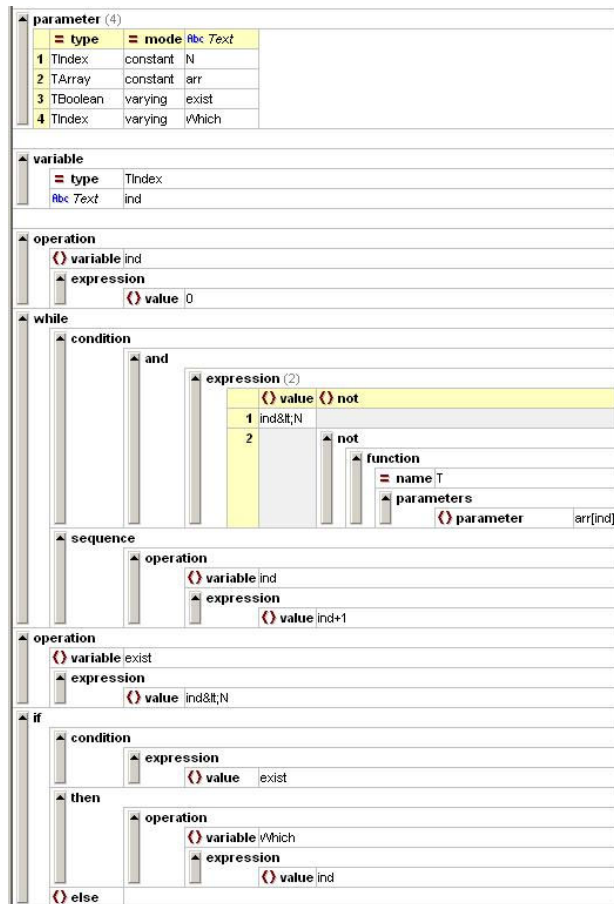 parameter (4)
= type = mode Abc Text
1 TIndex constant N
2 TArray constant arr
3 TBoolean varying exist
4 TIndex varying Which
variable
= type TIndex
Abc Text ind
operation
() variable ind
expression
() value 0
while
condition
and
expression (2)
() value () not
1 ind&lt;N
2 not
function
= name T
parameters
() parameter arr[ind]
sequence
operation
() variable ind
expression
() value ind+1
operation
() variable exist
expression
() value ind&lt;N
if
condition
expression
() value exist
then
operation
() variable Which
expression
() value ind
() else